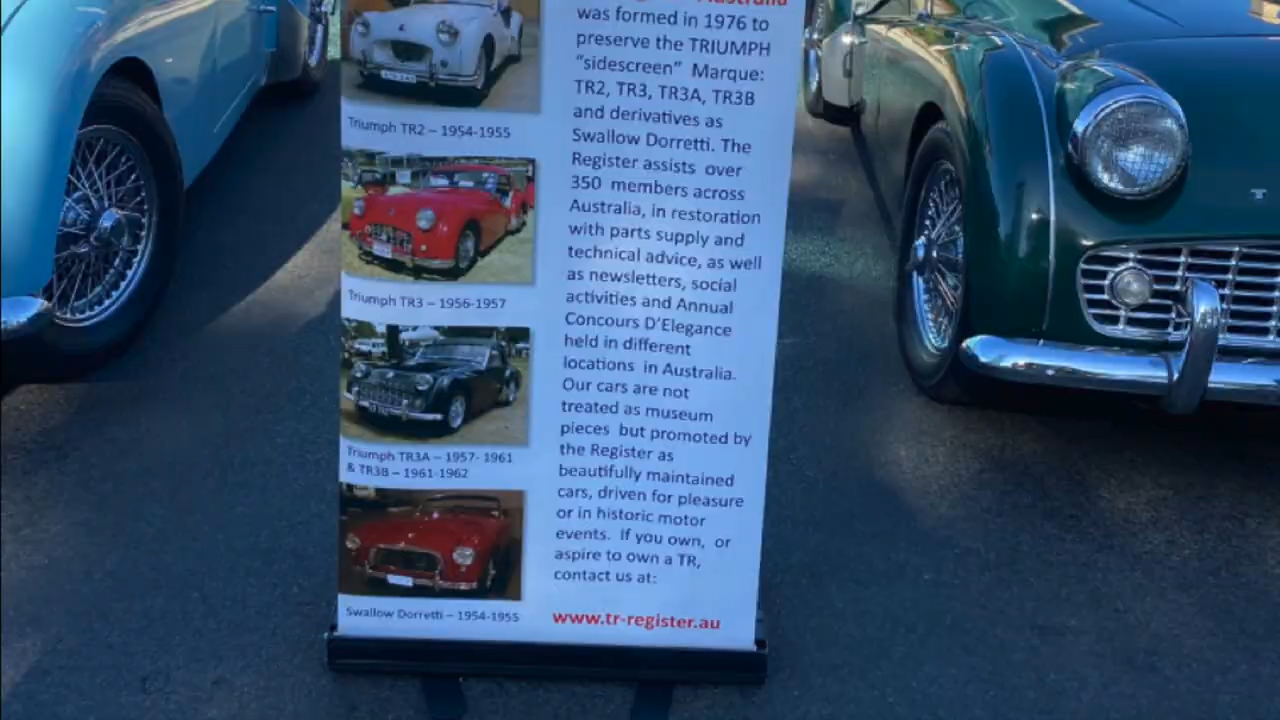 Australia
was formed in 1976 to
preserve the TRIUMPH
"sidescreen" Marque:
TR2, TR3, TR3A, TR3B
and derivatives as
Swallow Dorretti. The
Register assists over
350 members across
Australia, in restoration
with parts supply and
technical advice, as well
as newsletters, social
activities and Annual
Concours D'Elegance
held in different
locations in Australia.
Our cars are not
treated as museum
pieces but promoted by
the Register as
beautifully maintained
cars, driven for pleasure
or in historic motor
events. If you own, or
aspire to own a TR,
contact us at:
www.tr-register.au
Triumph TR2 – 1954-1955
Triumph TR3 – 1956-1957
Triumph TR3A – 1957- 1961
& TR3B – 1961-1962
Swallow Dorretti – 1954-1955
T